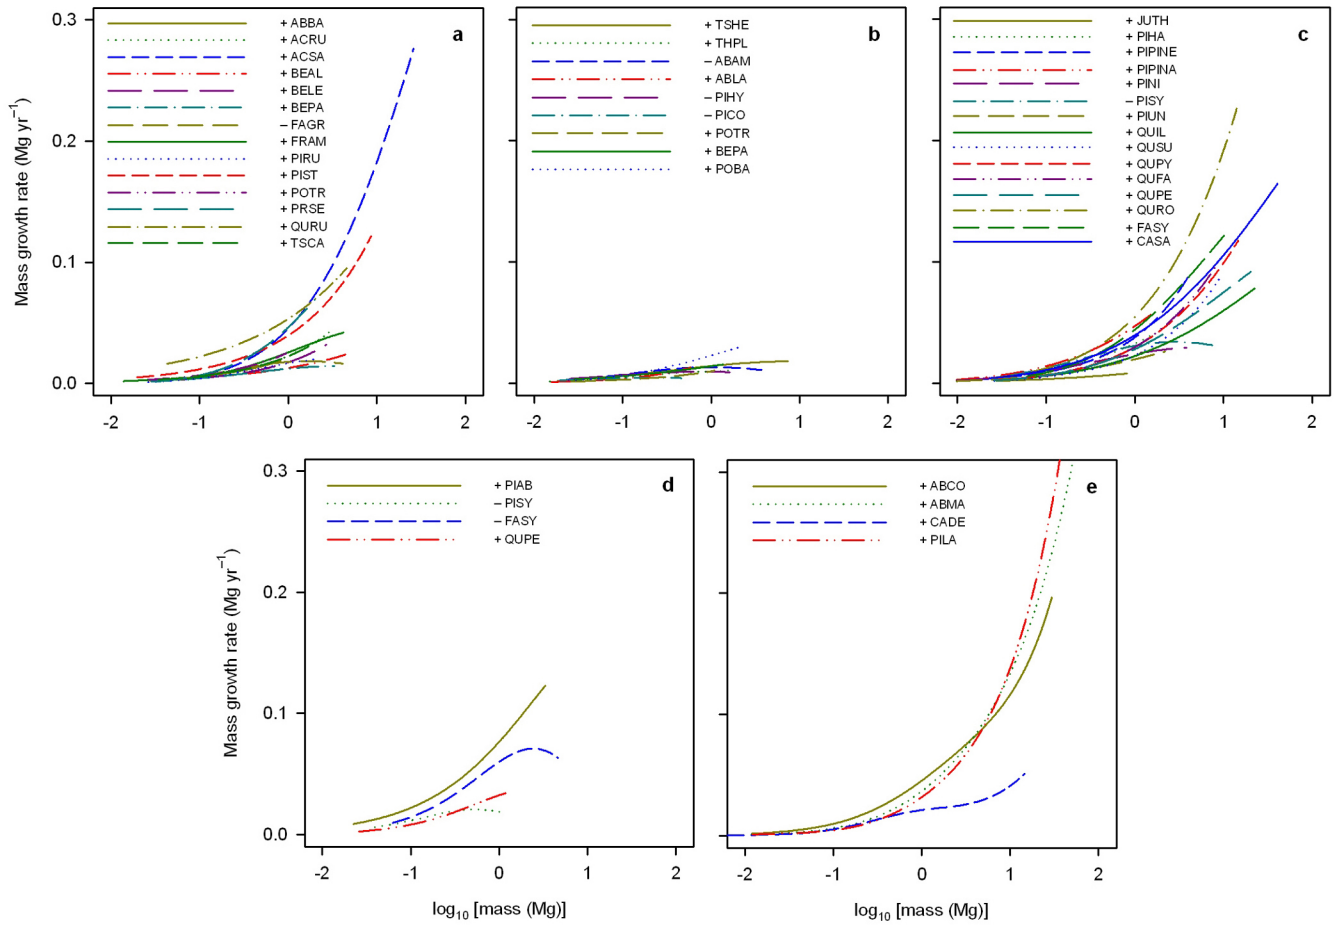 0.3
0.2
0.1
0.0
Mass growth rate (Mg yr⁻¹)
a
+ ABBA
+ ACRU
+ ACSA
+ BEAL
+ BELE
+ BEPA
– FAGR
+ FRAM
+ PIRU
+ PIST
+ POTR
+ PRSE
+ QURU
+ TSCA
-2 -1 0 1 2
b
+ TSHE
+ THPL
– ABAM
+ ABLA
– PIHY
– PICO
+ POTR
+ BEPA
+ POBA
-2 -1 0 1 2
c
+ JUTH
+ PIHA
+ PIPINE
+ PIPINA
+ PINI
– PISY
+ PIUN
+ QUIL
+ QUSU
+ QUPY
+ QUFA
+ QUPE
+ QURO
+ FASY
+ CASA
-2 -1 0 1 2
0.3
0.2
0.1
0.0
Mass growth rate (Mg yr⁻¹)
d
+ PIAB
– PISY
– FASY
+ QUPE
-2 -1 0 1 2
log₁₀ [mass (Mg)]
e
+ ABCO
+ ABMA
+ CADE
+ PILA
-2 -1 0 1 2
log₁₀ [mass (Mg)]